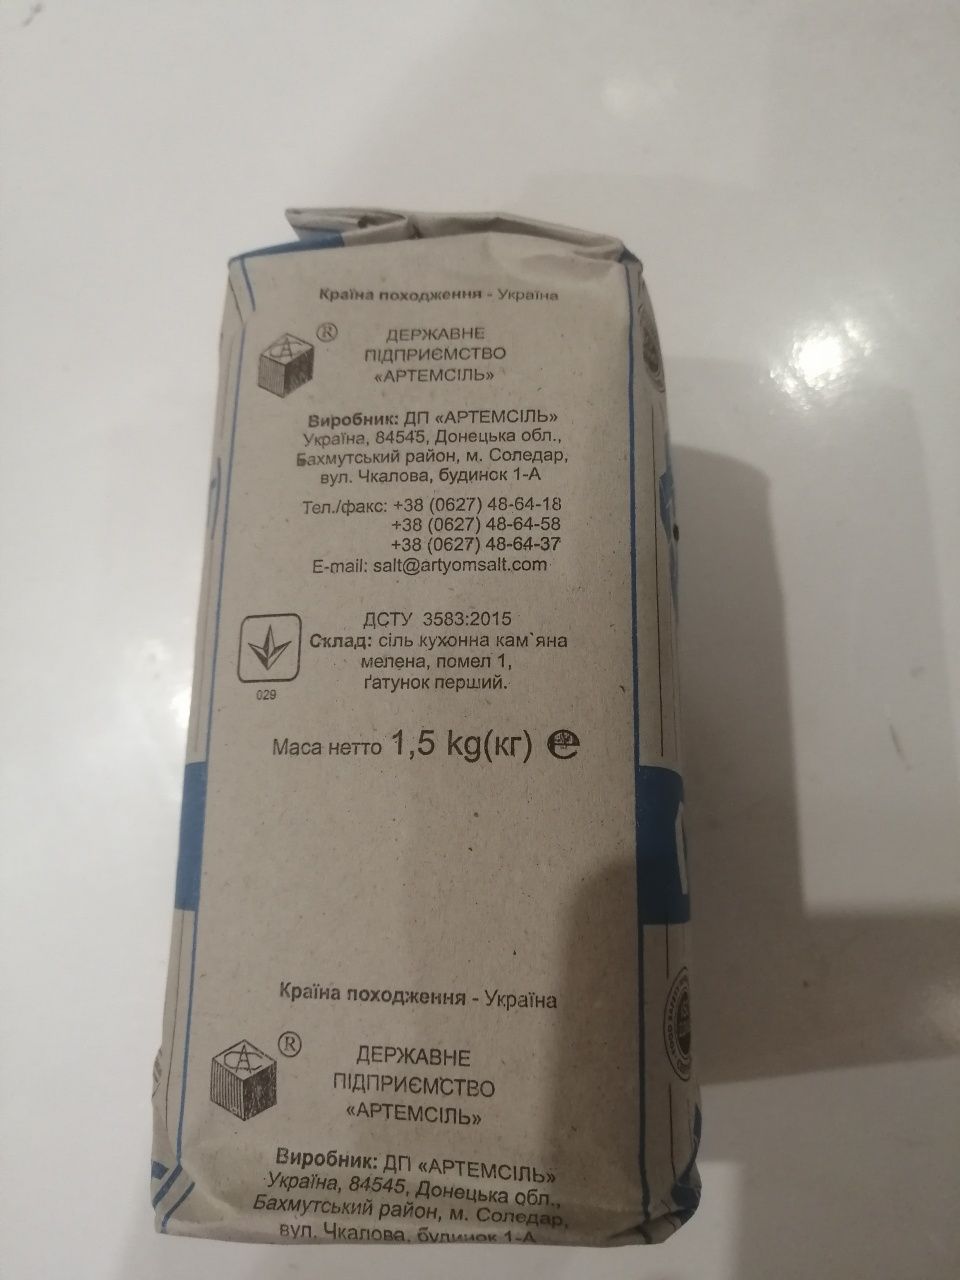 Країна походження - Україна
®
ДЕРЖАВНЕ
ПІДПРИЄМСТВО
«АРТЕМСІЛЬ»
Виробник: ДП «АРТЕМСІЛЬ»
Україна, 84545, Донецька обл.,
Бахмутський район, м. Соледар,
вул. Чкалова, будинок 1-А
Тел./факс: +38 (0627) 48-64-18
+38 (0627) 48-64-58
+38 (0627) 48-64-37
E-mail: salt@artyomsalt.com
ДСТУ 3583:2015
Склад: сіль кухонна кам`яна
мелена, помел 1,
ґатунок перший.
029
Маса нетто 1,5 kg(кг) e
Країна походження - Україна
®
ДЕРЖАВНЕ
ПІДПРИЄМСТВО
«АРТЕМСІЛЬ»
Виробник: ДП «АРТЕМСІЛЬ»
Україна, 84545, Донецька обл.,
Бахмутський район, м. Соледар,
вул. Чкалова, будинок 1-А